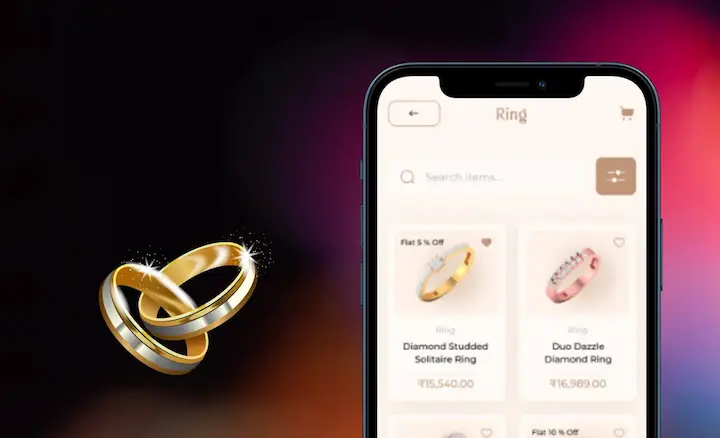 Ring
Search items...
Flat 5 % Off
Ring
Diamond Studded
Solitaire Ring
₹15,540.00
Ring
Duo Dazzle
Diamond Ring
₹16,989.00
Flat 10 % Off